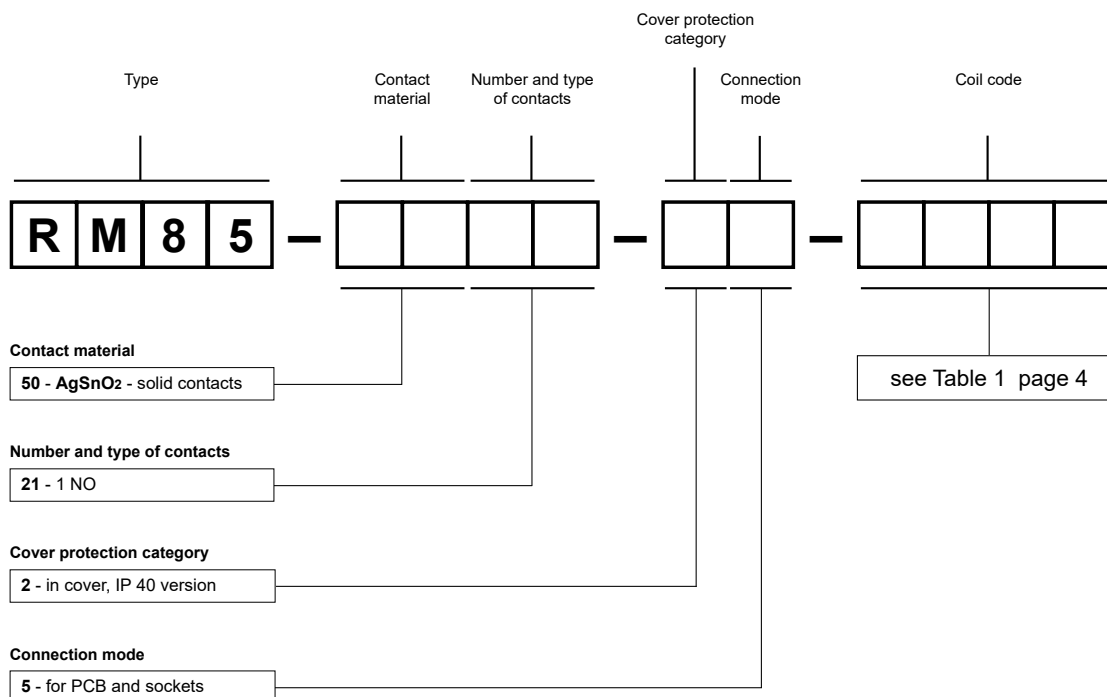 Cover protection
category
Type
Contact
material
Number and type
of contacts
Connection
mode
Coil code
RM85 – –  –
Contact material
50 - AgSnO2 - solid contacts
see Table 1 page 4
Number and type of contacts
21 - 1 NO
Cover protection category
2 - in cover, IP 40 version
Connection mode
5 - for PCB and sockets